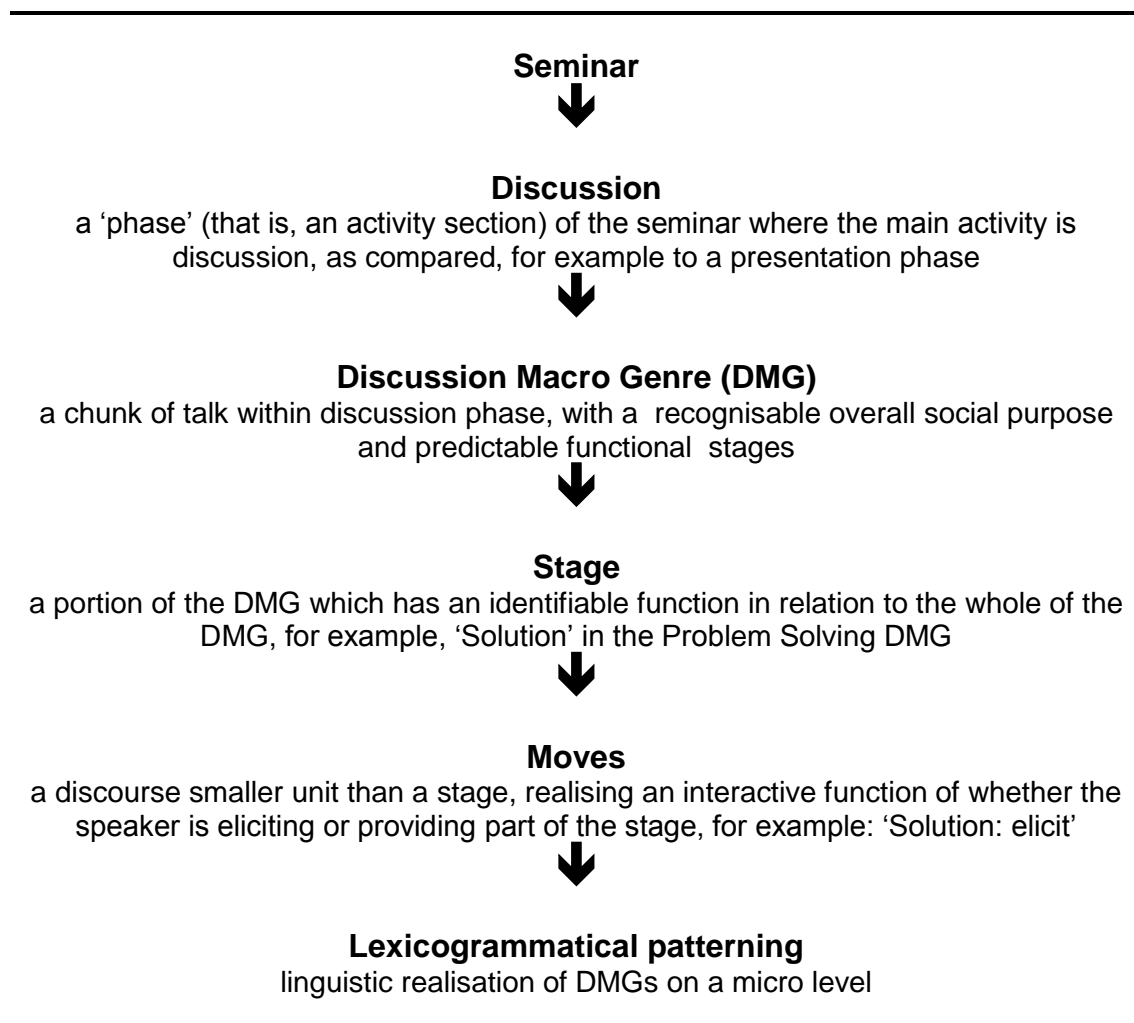 Seminar
Discussion
a ‘phase’ (that is, an activity section) of the seminar where the main activity is
discussion, as compared, for example to a presentation phase
Discussion Macro Genre (DMG)
a chunk of talk within discussion phase, with a recognisable overall social purpose
and predictable functional stages
Stage
a portion of the DMG which has an identifiable function in relation to the whole of the
DMG, for example, ‘Solution’ in the Problem Solving DMG
Moves
a discourse smaller unit than a stage, realising an interactive function of whether the
speaker is eliciting or providing part of the stage, for example: ‘Solution: elicit’
Lexicogrammatical patterning
linguistic realisation of DMGs on a micro level